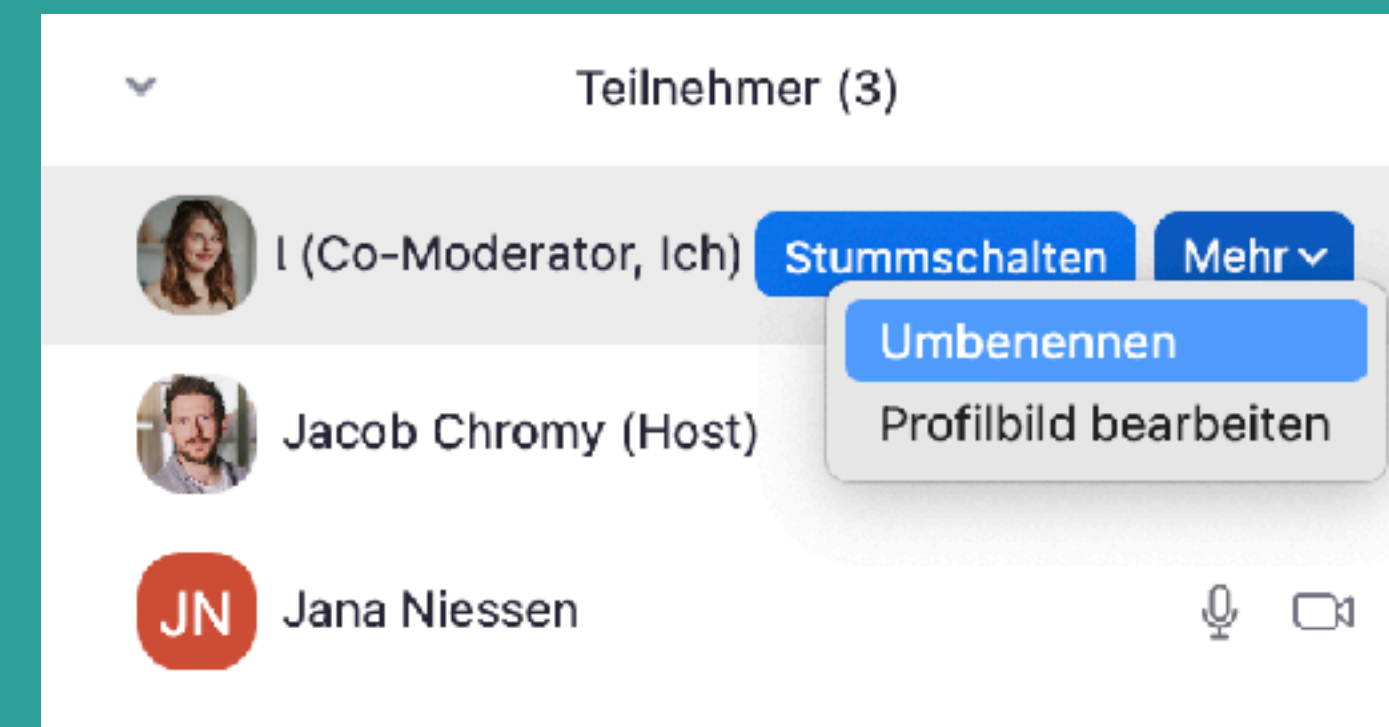 Teilnehmer (3)
(Co-Moderator, Ich) Stummschalten Mehr
Umbenennen
Profilbild bearbeiten
Jacob Chromy (Host)
JN Jana Niessen